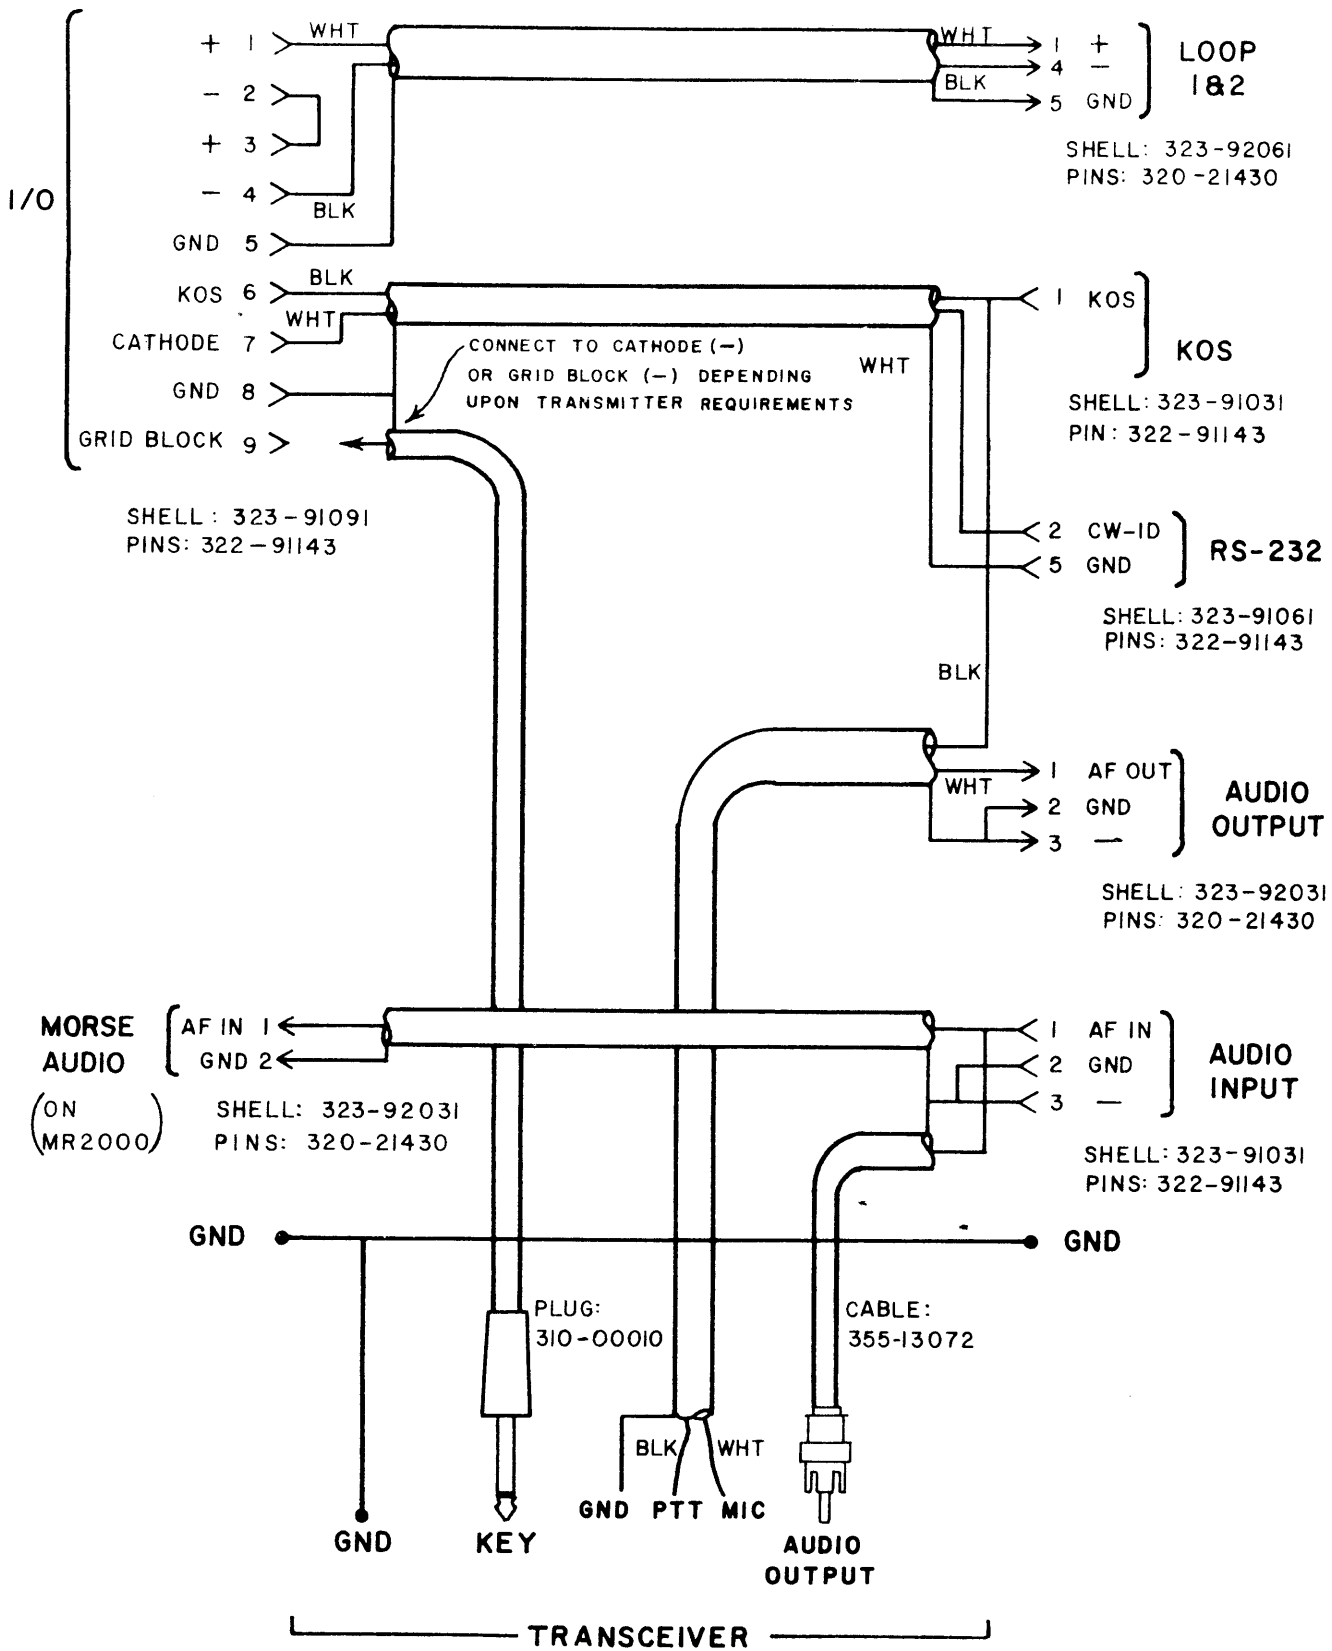 I/O
+ 1 WHT
- 2
+ 3
- 4
BLK
GND 5
KOS 6 BLK
WHT
CATHODE 7
GND 8
GRID BLOCK 9
SHELL: 323-91091
PINS: 322-91143
CONNECT TO CATHODE (-)
OR GRID BLOCK (-) DEPENDING
UPON TRANSMITTER REQUIREMENTS
WHT 1 +
4 -
BLK
5 GND
LOOP
1&2
SHELL: 323-92061
PINS: 320-21430
1 KOS
KOS
WHT
SHELL: 323-91031
PIN: 322-91143
2 CW-ID
5 GND
RS-232
SHELL: 323-91061
PINS: 322-91143
BLK
1 AF OUT
WHT
2 GND
3 —
AUDIO
OUTPUT
SHELL: 323-92031
PINS: 320-21430
MORSE
AUDIO
(ON
MR2000)
AF IN 1
GND 2
SHELL: 323-92031
PINS: 320-21430
1 AF IN
2 GND
3 —
AUDIO
INPUT
SHELL: 323-91031
PINS: 322-91143
GND
GND
PLUG:
310-00010
CABLE:
355-13072
BLK WHT
GND PTT MIC
GND
KEY
AUDIO
OUTPUT
TRANSCEIVER